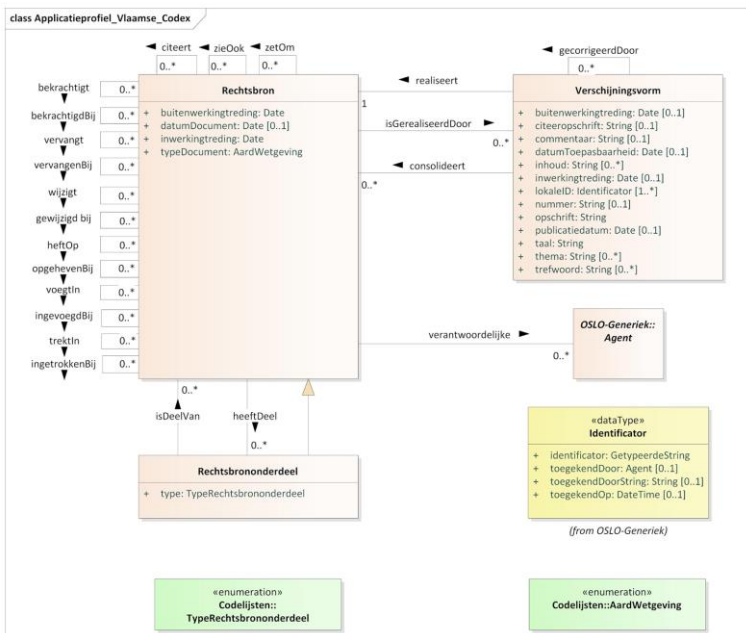 class Applicatieprofiel_Vlaamse_Codex
citeert
zieOok
zetOm
0..*
0..*
0..*
bekrachtigt
0..*
bekrachtigdBij
0..*
vervangt
0..*
vervangenBij
0..*
wijzigt
0..*
gewijzigd bij
0..*
heftOp
0..*
opgehevenBij
0..*
voegtIn
0..*
ingevoegdBij
0..*
trektIn
0..*
ingetrokkenBij
0..*
Rechtsbron
+ buitenwerkingtreding: Date
+ datumDocument: Date [0..1]
+ inwerkingtreding: Date
+ typeDocument: AardWetgeving
realiseert
1
isGerealiseerdDoor
0..*
consolideert
0..*
gecorrigeerdDoor
0..*
Verschijningsvorm
+ buitenwerkingtreding: Date [0..1]
+ citeeropschrift: String [0..1]
+ commentaar: String [0..1]
+ datumToepasbaarheid: Date [0..1]
+ inhoud: String [0..*]
+ inwerkingtreding: Date [0..1]
+ lokaleID: Identificator [1..*]
+ nummer: String [0..1]
+ opschrift: String
+ publicatiedatum: Date [0..1]
+ taal: String
+ thema: String [0..*]
+ trefwoord: String [0..*]
verantwoordelijke
0..*
OSLO-Generiek::
Agent
0..*
isDeelVan
heeftDeel
0..*
Rechtsbrononderdeel
+ type: TypeRechtsbrononderdeel
«dataType»
Identificator
+ identificator: GetypeerdeString
+ toegekendDoor: Agent [0..1]
+ toegekendDoorString: String [0..1]
+ toegekendOp: DateTime [0..1]
(from OSLO-Generiek)
«enumeration»
Codelijsten::
TypeRechtsbrononderdeel
«enumeration»
Codelijsten::AardWetgeving